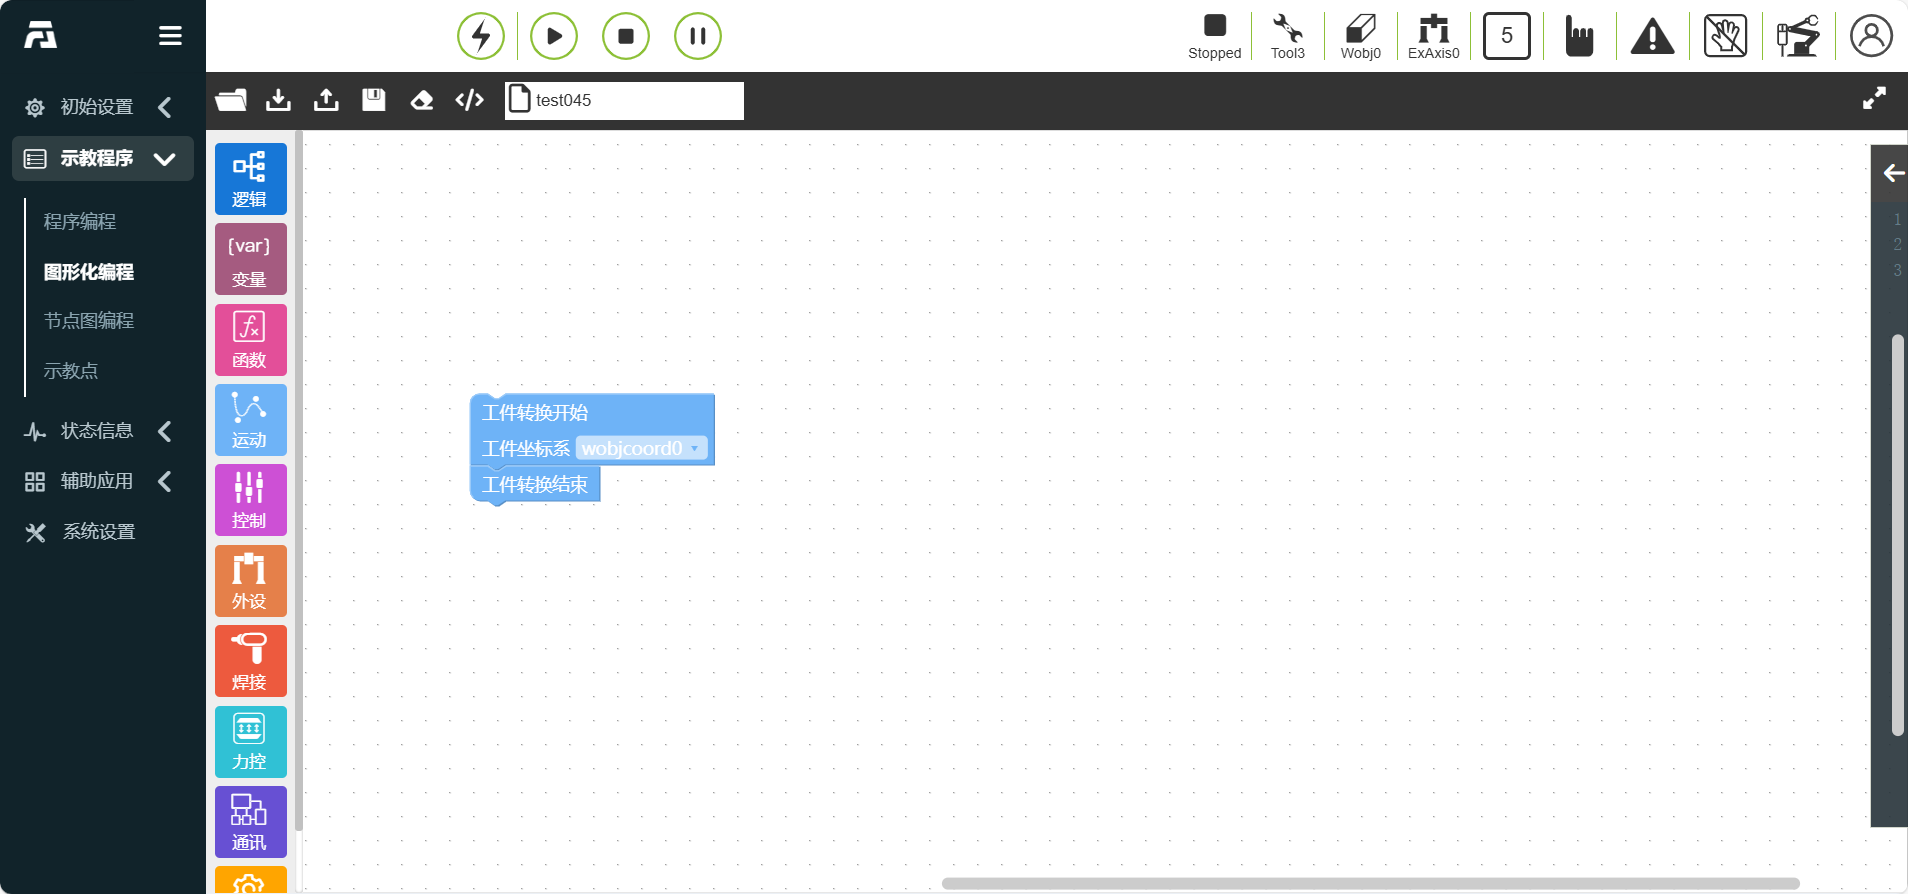 Stopped
Tool3
Wobj0
ExAxis0
5
test045
初始设置
示教程序
程序编程
图形化编程
节点图编程
示教点
状态信息
辅助应用
系统设置
逻辑
{var}
变量
fx
函数
运动
控制
外设
焊接
力控
通讯
工件转换开始
工件坐标系 wobjcoord0
工件转换结束
1
2
3